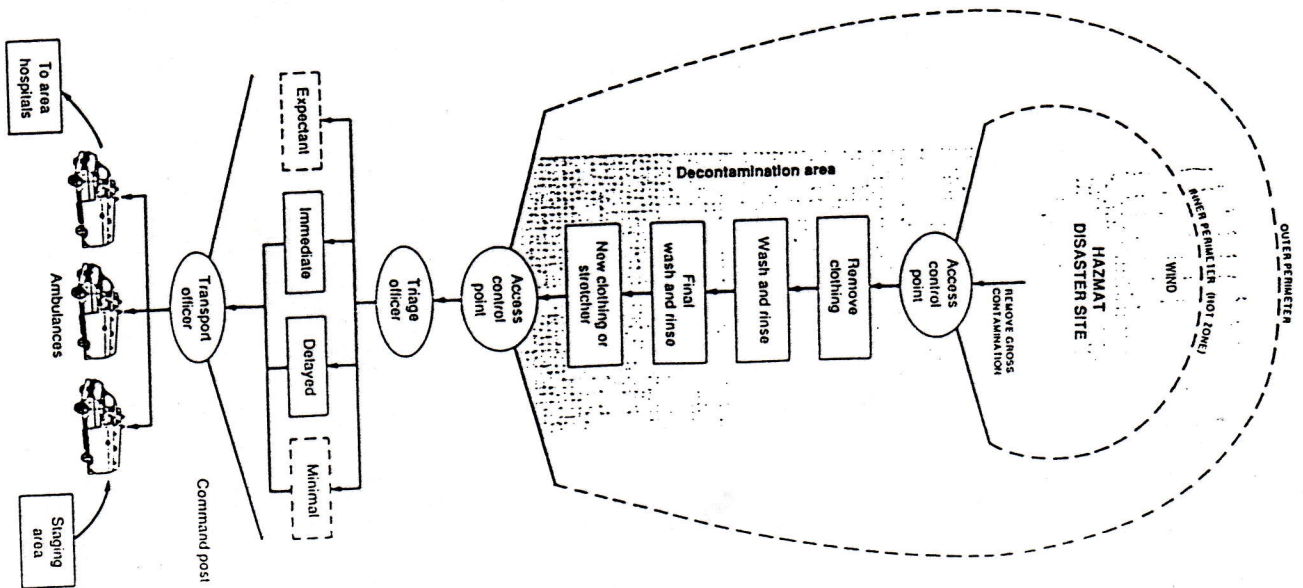 OUTER PERIMETER
WIND
INNER PERIMETER (HOT ZONE)
HAZMAT
DISASTER SITE
REMOVE GROSS
CONTAMINATION
Access
control
point
Decontamination area
Remove
clothing
Wash and rinse
Final
wash and rinse
New clothing or
stretcher
Access
control
point
Triage
officer
Expectant
Immediate
Delayed
Minimal
Transport
officer
Command post
Ambulances
To area
hospitals
Staging
area